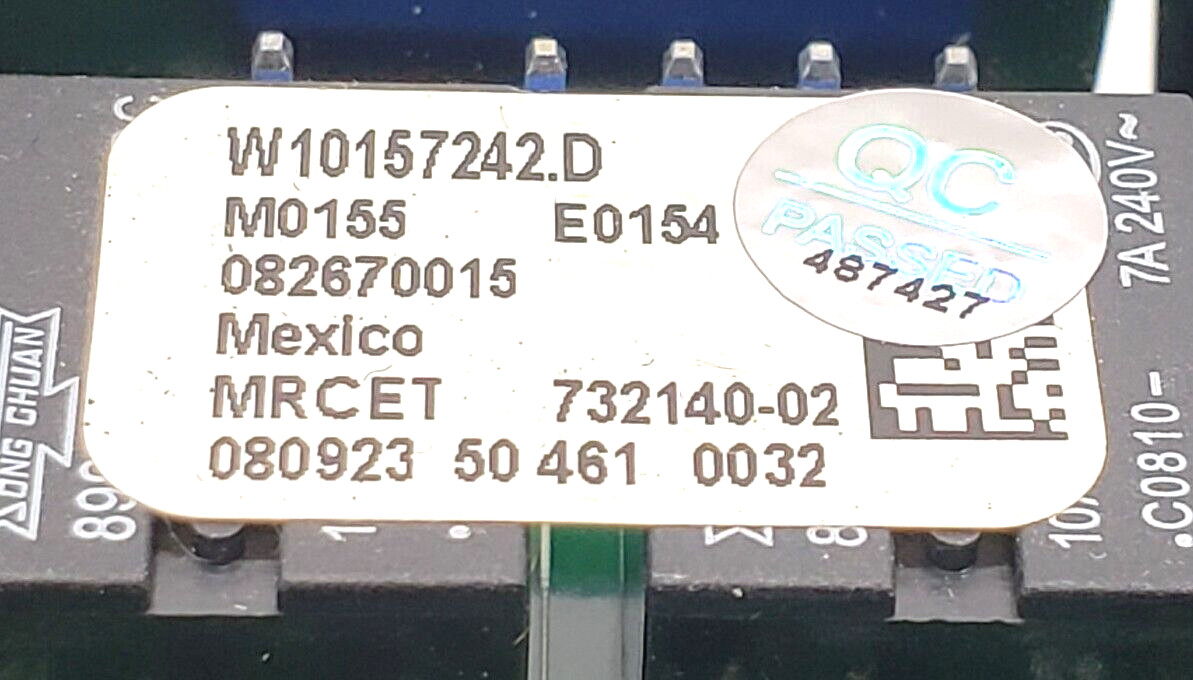 W10157242.D
M0155 E0154
082670015
Mexico
MRCET 732140-02
080923 50 461 0032
QC
PASSED
487427
SONG CHUAN
7A 240V~
.C0810-